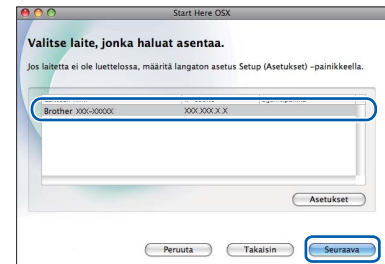 Start Here OSX
Valitse laite, jonka haluat asentaa.
Jos laitetta ei ole luettelossa, määritä langaton asetus Setup (Asetukset) –painikkeella.
Brother XXX-XXXXX XXX.XXX.X.X
Asetukset
Peruuta Takaisin Seuraava